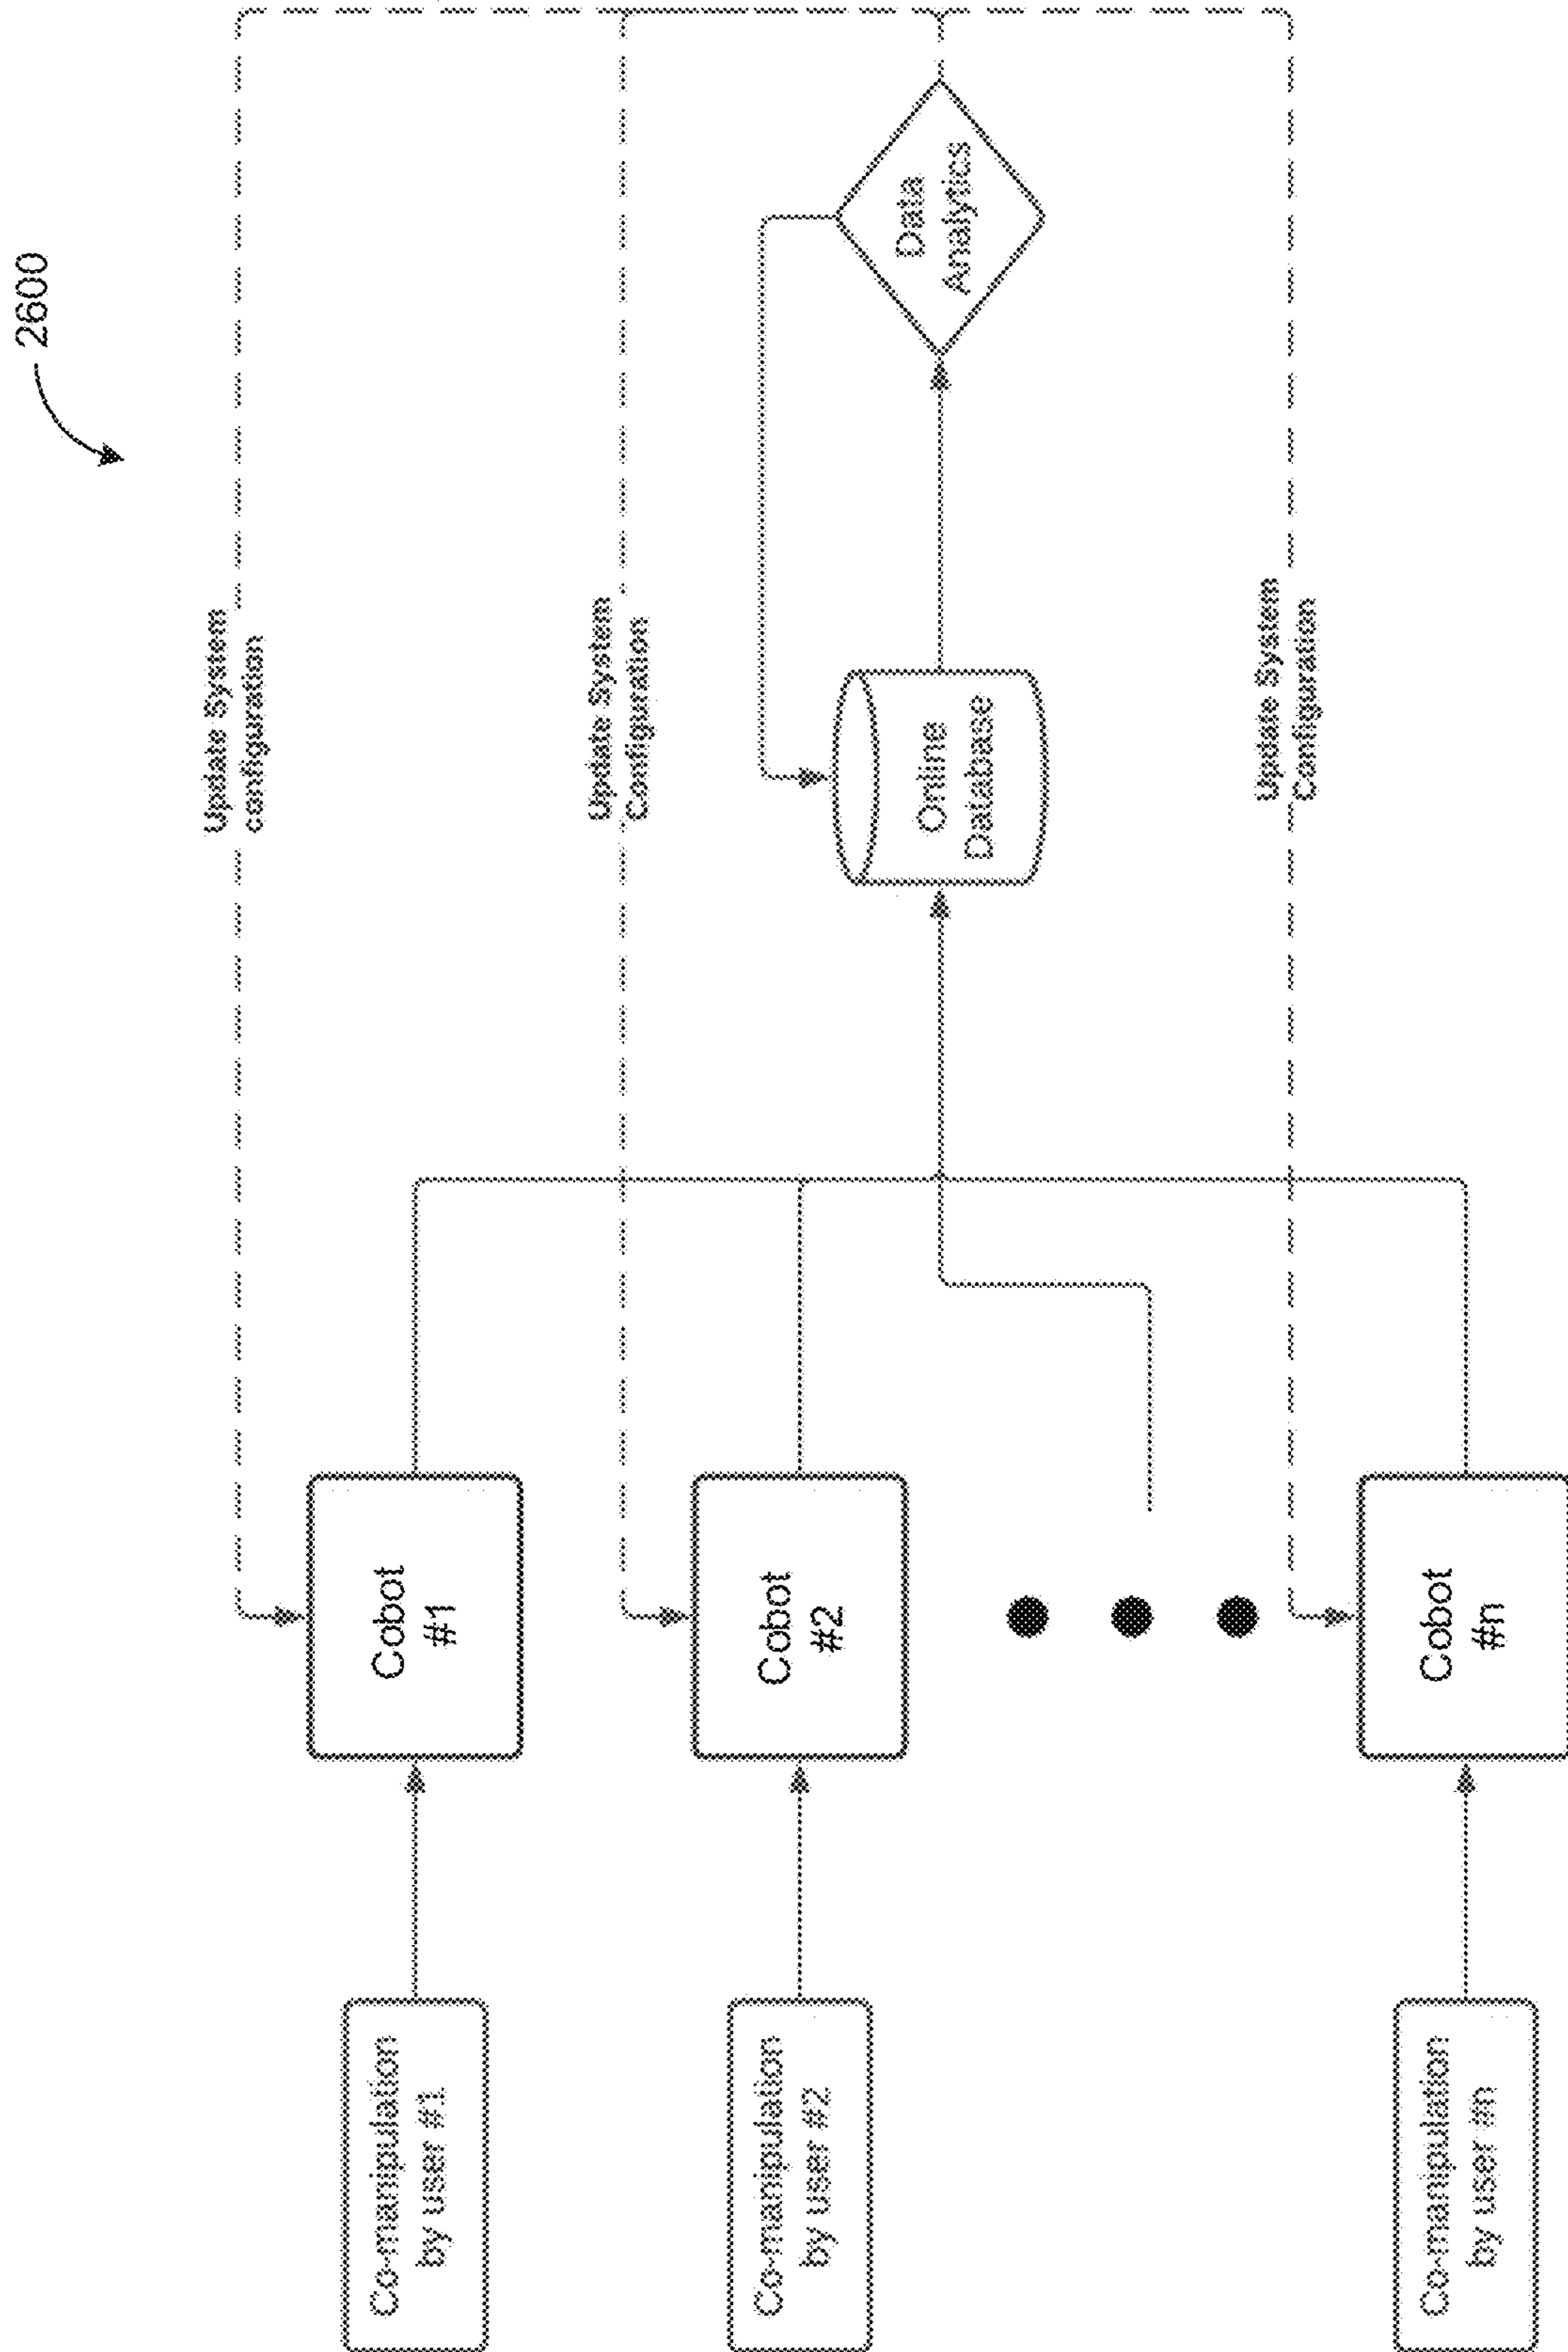 2600
Update System
configuration
Co-manipulation
by user #1
Cobot
#1
Update System
Configuration
Co-manipulation
by user #2
Cobot
#2
Online
Database
Data
Analytics
Update System
Configuration
Co-manipulation
by user #n
Cobot
#n